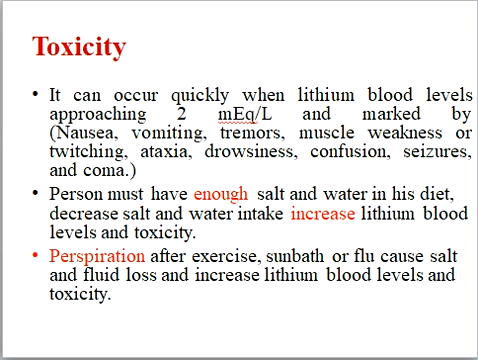 Toxicity
• It can occur quickly when lithium blood levels
approaching 2 mEq/L and marked by
(Nausea, vomiting, tremors, muscle weakness or
twitching, ataxia, drowsiness, confusion, seizures,
and coma.)
• Person must have enough salt and water in his diet,
decrease salt and water intake increase lithium blood
levels and toxicity.
• Perspiration after exercise, sunbath or flu cause salt
and fluid loss and increase lithium blood levels and
toxicity.